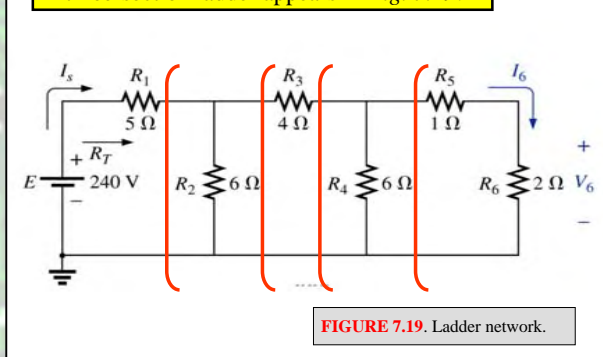 I_s
R_1
5 Ω
R_3
4 Ω
R_5
1 Ω
I_6
R_T
E
+
240 V
−
R_2
6 Ω
R_4
6 Ω
R_6
2 Ω
+
V_6
−
FIGURE 7.19. Ladder network.